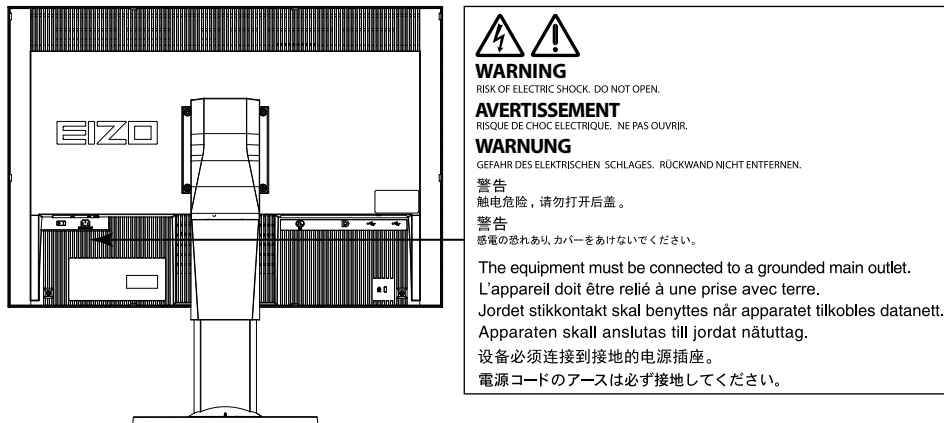 EIZO
WARNING
RISK OF ELECTRIC SHOCK. DO NOT OPEN.
AVERTISSEMENT
RISQUE DE CHOC ELECTRIQUE. NE PAS OUVRIR.
WARNUNG
GEFAHR DES ELEKTRISCHEN SCHLAGES. RÜCKWAND NICHT ENTFERNEN.
警告
触电危险，请勿打开后盖。
警告
感電の恐れあり、カバーをあけないでください。
The equipment must be connected to a grounded main outlet.
L’appareil doit être relié à une prise avec terre.
Jordet stikkontakt skal benyttes når apparatet tilkobles datanett.
Apparaten skall anslutas till jordat nätuttag.
设备必须连接到接地的电源插座。
電源コードのアースは必ず接地してください。